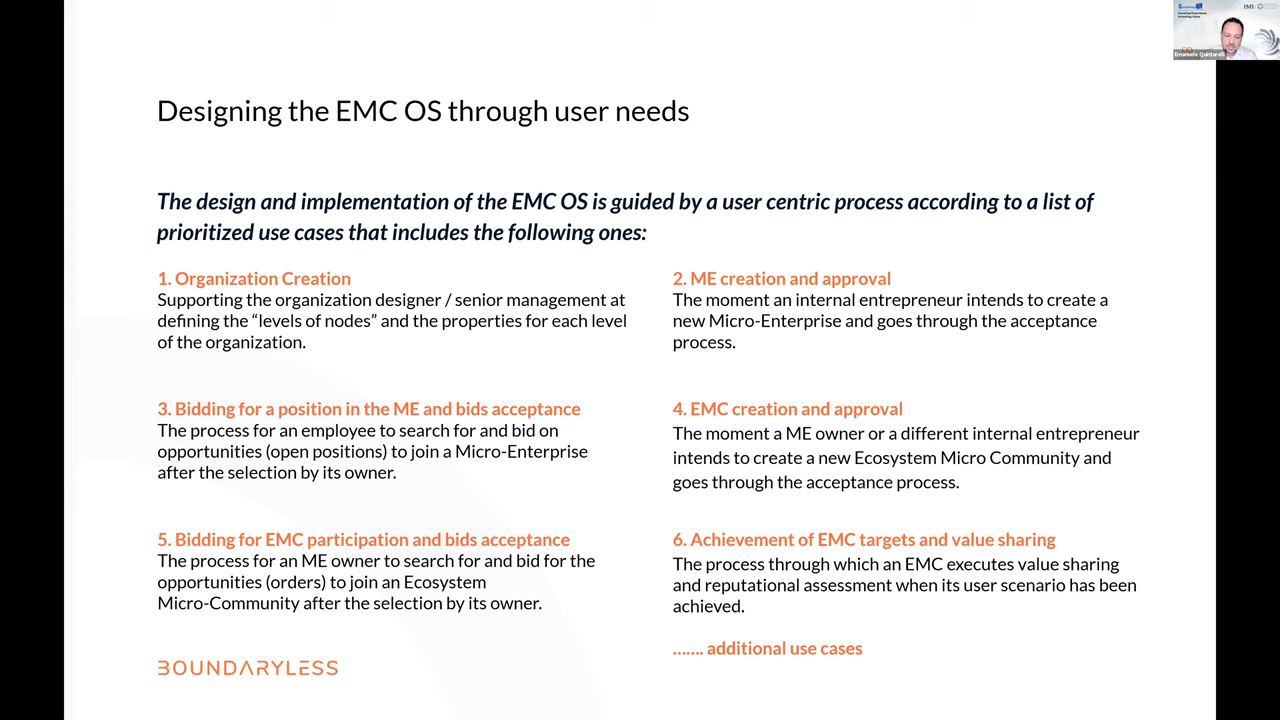 Designing the EMC OS through user needs
The design and implementation of the EMC OS is guided by a user centric process according to a list of
prioritized use cases that includes the following ones:
1. Organization Creation
Supporting the organization designer / senior management at
defining the “levels of nodes” and the properties for each level
of the organization.
2. ME creation and approval
The moment an internal entrepreneur intends to create a
new Micro-Enterprise and goes through the acceptance
process.
3. Bidding for a position in the ME and bids acceptance
The process for an employee to search for and bid on
opportunities (open positions) to join a Micro-Enterprise
after the selection by its owner.
4. EMC creation and approval
The moment a ME owner or a different internal entrepreneur
intends to create a new Ecosystem Micro Community and
goes through the acceptance process.
5. Bidding for EMC participation and bids acceptance
The process for an ME owner to search for and bid for the
opportunities (orders) to join an Ecosystem
Micro-Community after the selection by its owner.
6. Achievement of EMC targets and value sharing
The process through which an EMC executes value sharing
and reputational assessment when its user scenario has been
achieved.
....... additional use cases
BOUNDARYLESS
IMI
Emanuele Quintarelli